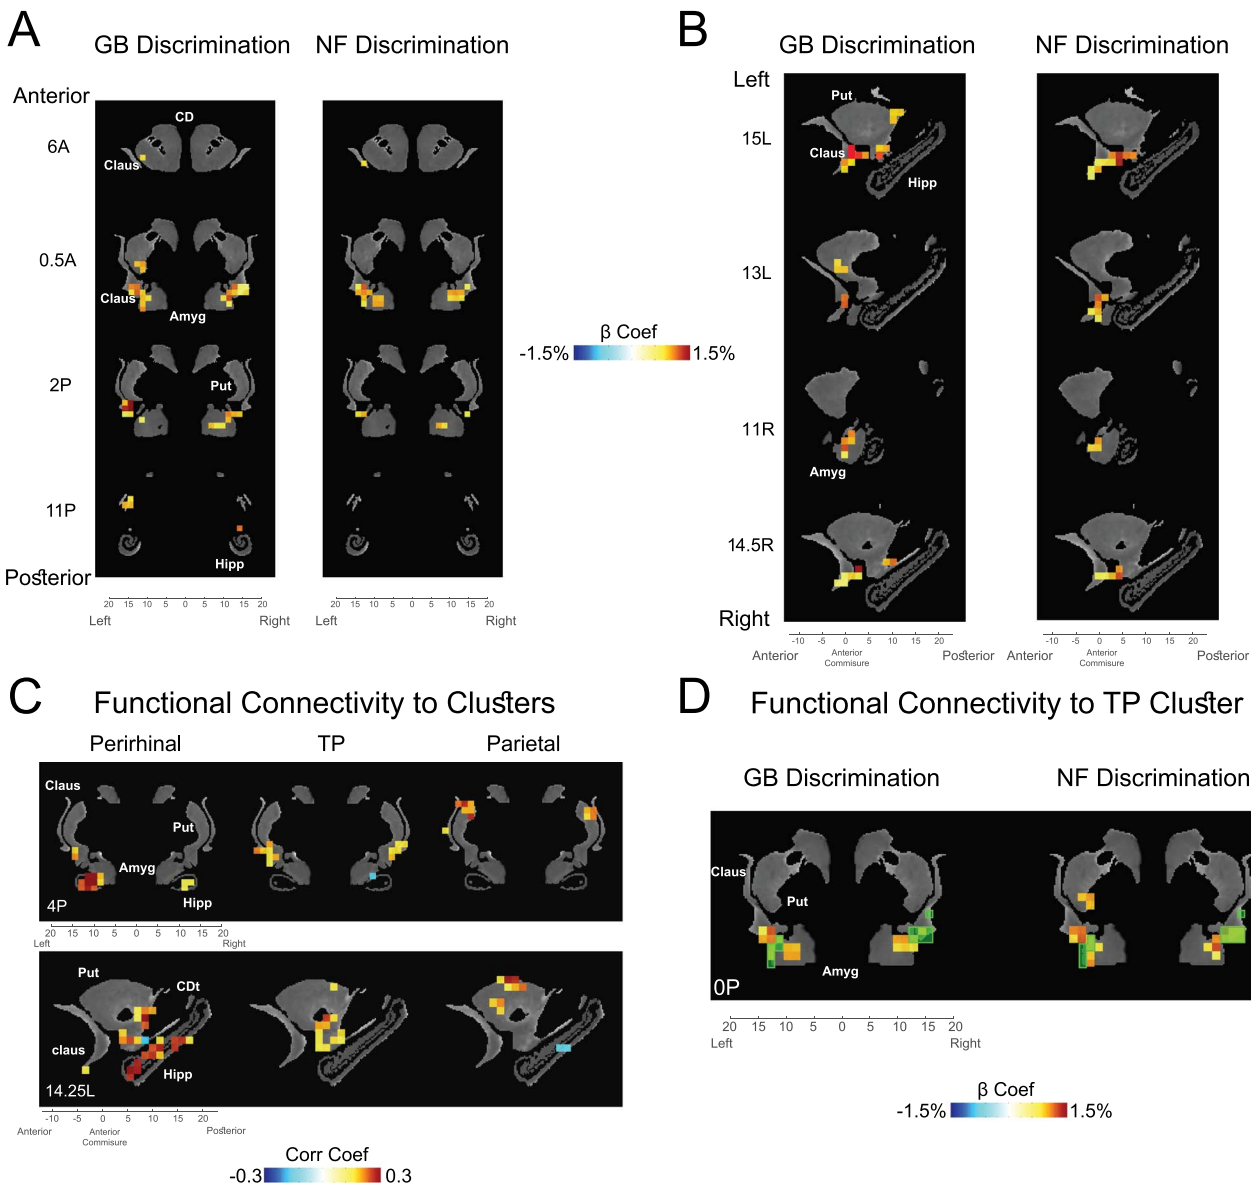 A
GB Discrimination
NF Discrimination
Anterior
6A
CD
Claus
0.5A
Claus
Amyg
2P
Put
11P
Hipp
Posterior
20 15 10 5 0 5 10 15 20
20 15 10 5 0 5 10 15 20
Left Right
Left Right
β Coef
-1.5% 1.5%
B
GB Discrimination
NF Discrimination
Left
15L
Put
Claus
Hipp
13L
11R
Amyg
14.5R
Right
-10 -5 0 5 10 15 20
-10 -5 0 5 10 15 20
Anterior
Anterior
Commisure
Posterior
Anterior
Anterior
Commisure
Posterior
C
Functional Connectivity to Clusters
Perirhinal
TP
Parietal
Claus
Put
Amyg
Hipp
4P
20 15 10 5 0 5 10 15 20
Left Right
Put
CDt
claus
Hipp
14.25L
-10 -5 0 5 10 15 20
Anterior
Anterior
Commisure
Posterior
Corr Coef
-0.3 0.3
D
Functional Connectivity to TP Cluster
GB Discrimination
NF Discrimination
Claus
Put
Amyg
0P
20 15 10 5 0 5 10 15 20
Left Right
β Coef
-1.5% 1.5%